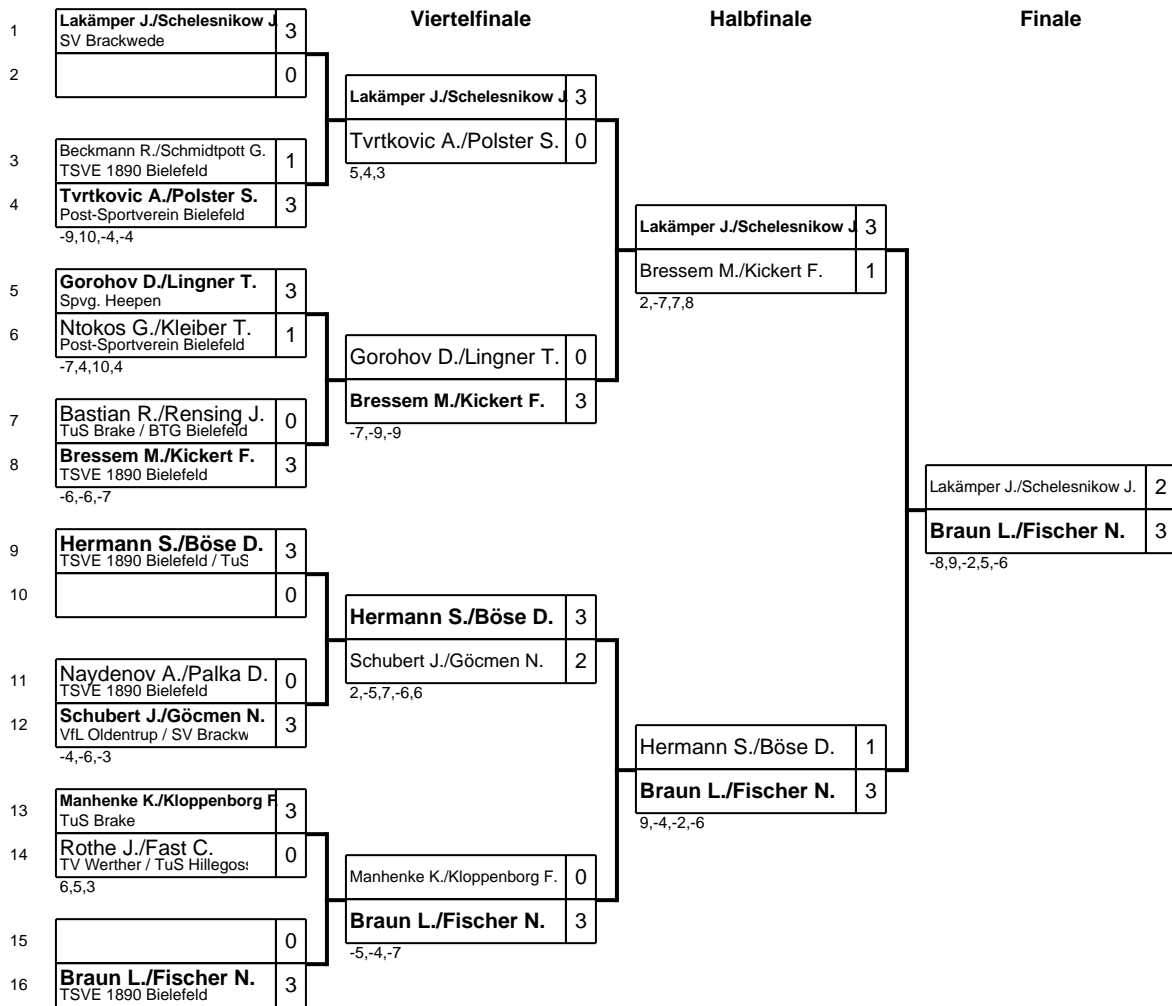 Viertelfinale
Halbfinale
Finale
1
Lakämper J./Schelesnikow J
SV Brackwede
3
2
0
3
Beckmann R./Schmidtpott G.
TSVE 1890 Bielefeld
1
4
Tvrtkovic A./Polster S.
Post-Sportverein Bielefeld
3
-9,10,-4,-4
5
Gorohov D./Lingner T.
Spvg. Heepen
3
6
Ntokos G./Kleiber T.
Post-Sportverein Bielefeld
1
-7,4,10,4
7
Bastian R./Rensing J.
TuS Brake / BTG Bielefeld
0
8
Bressem M./Kickert F.
TSVE 1890 Bielefeld
3
-6,-6,-7
9
Hermann S./Böse D.
TSVE 1890 Bielefeld / TuS
3
10
0
11
Naydenov A./Palka D.
TSVE 1890 Bielefeld
0
12
Schubert J./Göcmen N.
VfL Oldentrup / SV Brackw
3
-4,-6,-3
13
Manhenke K./Kloppenborg F
TuS Brake
3
14
Rothe J./Fast C.
TV Werther / TuS Hillegos
0
6,5,3
15
0
16
Braun L./Fischer N.
TSVE 1890 Bielefeld
3
Lakämper J./Schelesnikow J
3
Tvrtkovic A./Polster S.
0
5,4,3
Gorohov D./Lingner T.
0
Bressem M./Kickert F.
3
-7,-9,-9
Hermann S./Böse D.
3
Schubert J./Göcmen N.
2
2,-5,7,-6,6
Manhenke K./Kloppenborg F.
0
Braun L./Fischer N.
3
-5,-4,-7
Lakämper J./Schelesnikow J
3
Bressem M./Kickert F.
1
2,-7,7,8
Hermann S./Böse D.
1
Braun L./Fischer N.
3
9,-4,-2,-6
Lakämper J./Schelesnikow J.
2
Braun L./Fischer N.
3
-8,9,-2,5,-6